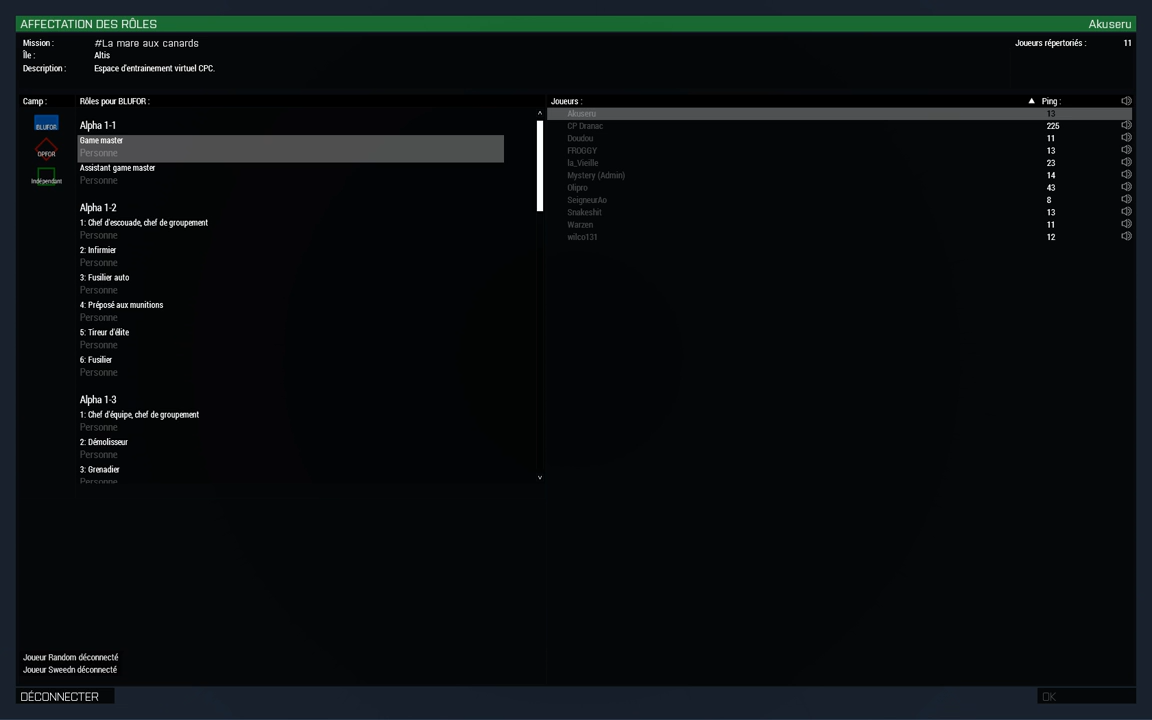 AFFECTATION DES RÔLES
Akuseru
Mission : #La mare aux canards
Joueurs répertoriés : 11
Île : Altis
Description : Espace d'entrainement virtuel CPC.
Camp :
BLUFOR
OPFOR
Indépendant
Rôles pour BLUFOR :
Alpha 1-1
Game master
Personne
Assistant game master
Personne
Alpha 1-2
1: Chef d'escouade, chef de groupement
Personne
2: Infirmier
Personne
3: Fusilier auto
Personne
4: Préposé aux munitions
Personne
5: Tireur d'élite
Personne
6: Fusilier
Personne
Alpha 1-3
1: Chef d'équipe, chef de groupement
Personne
2: Démolisseur
Personne
3: Grenadier
Personne
Joueurs : Ping :
Akuseru 13
CP Dranac 225
Doudou 11
FROGGY 13
la_Vieille 23
Mystery (Admin) 14
Olipro 43
SeigneurAo 8
Snakeshit 13
Warzen 11
wilco131 12
Joueur Random déconnecté
Joueur Sweedn déconnecté
DÉCONNECTER
OK